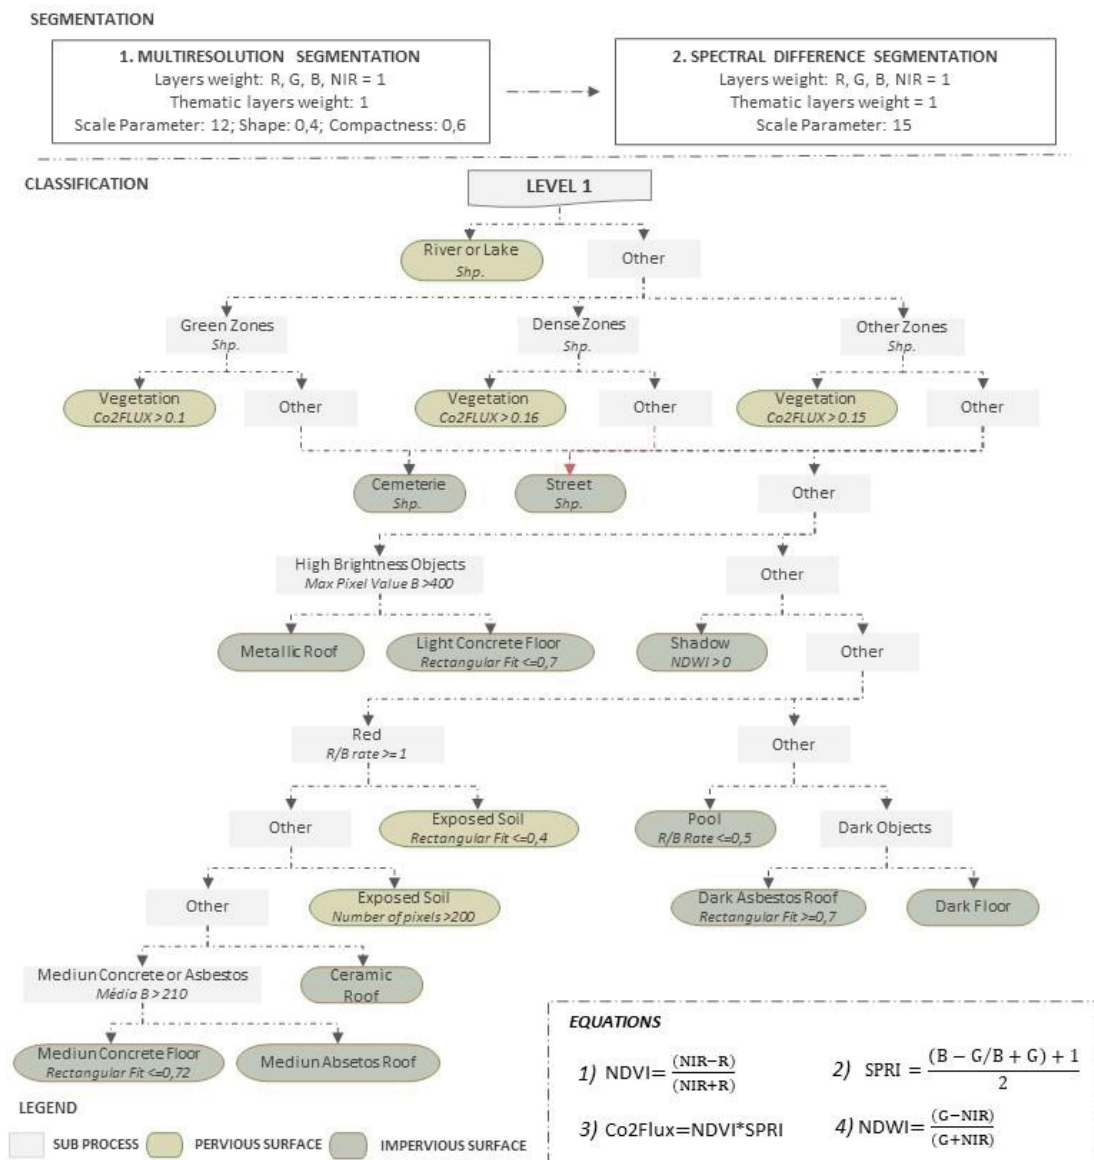 SEGMENTATION
1. MULTIRESOLUTION SEGMENTATION
Layers weight: R, G, B, NIR = 1
Thematic layers weight: 1
Scale Parameter: 12; Shape: 0,4; Compactness: 0,6
2. SPECTRAL DIFFERENCE SEGMENTATION
Layers weight: R, G, B, NIR = 1
Thematic layers weight = 1
Scale Parameter: 15
CLASSIFICATION
LEVEL 1
River or Lake
Shp.
Other
Green Zones
Shp.
Dense Zones
Shp.
Other Zones
Shp.
Vegetation
Co2FLUX > 0.1
Other
Vegetation
Co2FLUX > 0.16
Other
Vegetation
Co2FLUX > 0.15
Other
Cemeterie
Shp.
Street
Shp.
Other
High Brightness Objects
Max Pixel Value B >400
Other
Metallic Roof
Light Concrete Floor
Rectangular Fit <=0,7
Shadow
NDWI > 0
Other
Red
R/B rate >= 1
Other
Other
Exposed Soil
Rectangular Fit <=0,4
Pool
R/B Rate <=0,5
Dark Objects
Other
Exposed Soil
Number of pixels >200
Dark Asbestos Roof
Rectangular Fit >=0,7
Dark Floor
Mediun Concrete or Asbestos
Média B > 210
Ceramic
Roof
Mediun Concrete Floor
Rectangular Fit <=0,72
Mediun Absetos Roof
EQUATIONS
1) NDVI= (NIR−R) / (NIR+R)
2) SPRI = (B − G/B + G) + 1 / 2
3) Co2Flux=NDVI*SPRI
4) NDWI= (G−NIR) / (G+NIR)
LEGEND
SUB PROCESS
PERVIOUS SURFACE
IMPERVIOUS SURFACE